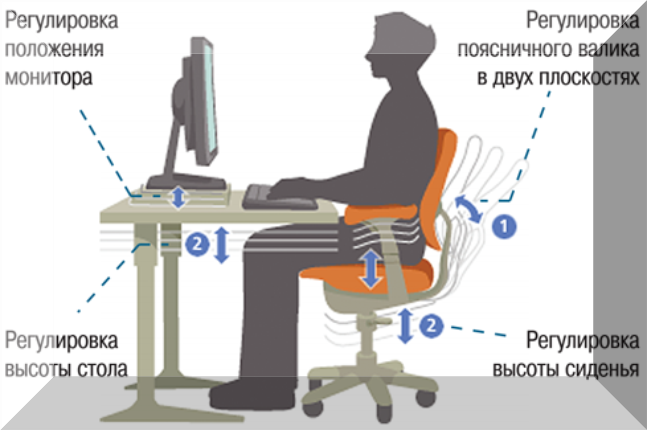 Регулировка
положения
монитора
Регулировка
поясничного валика
в двух плоскостях
1
2
2
Регулировка
высоты стола
Регулировка
высоты сиденья